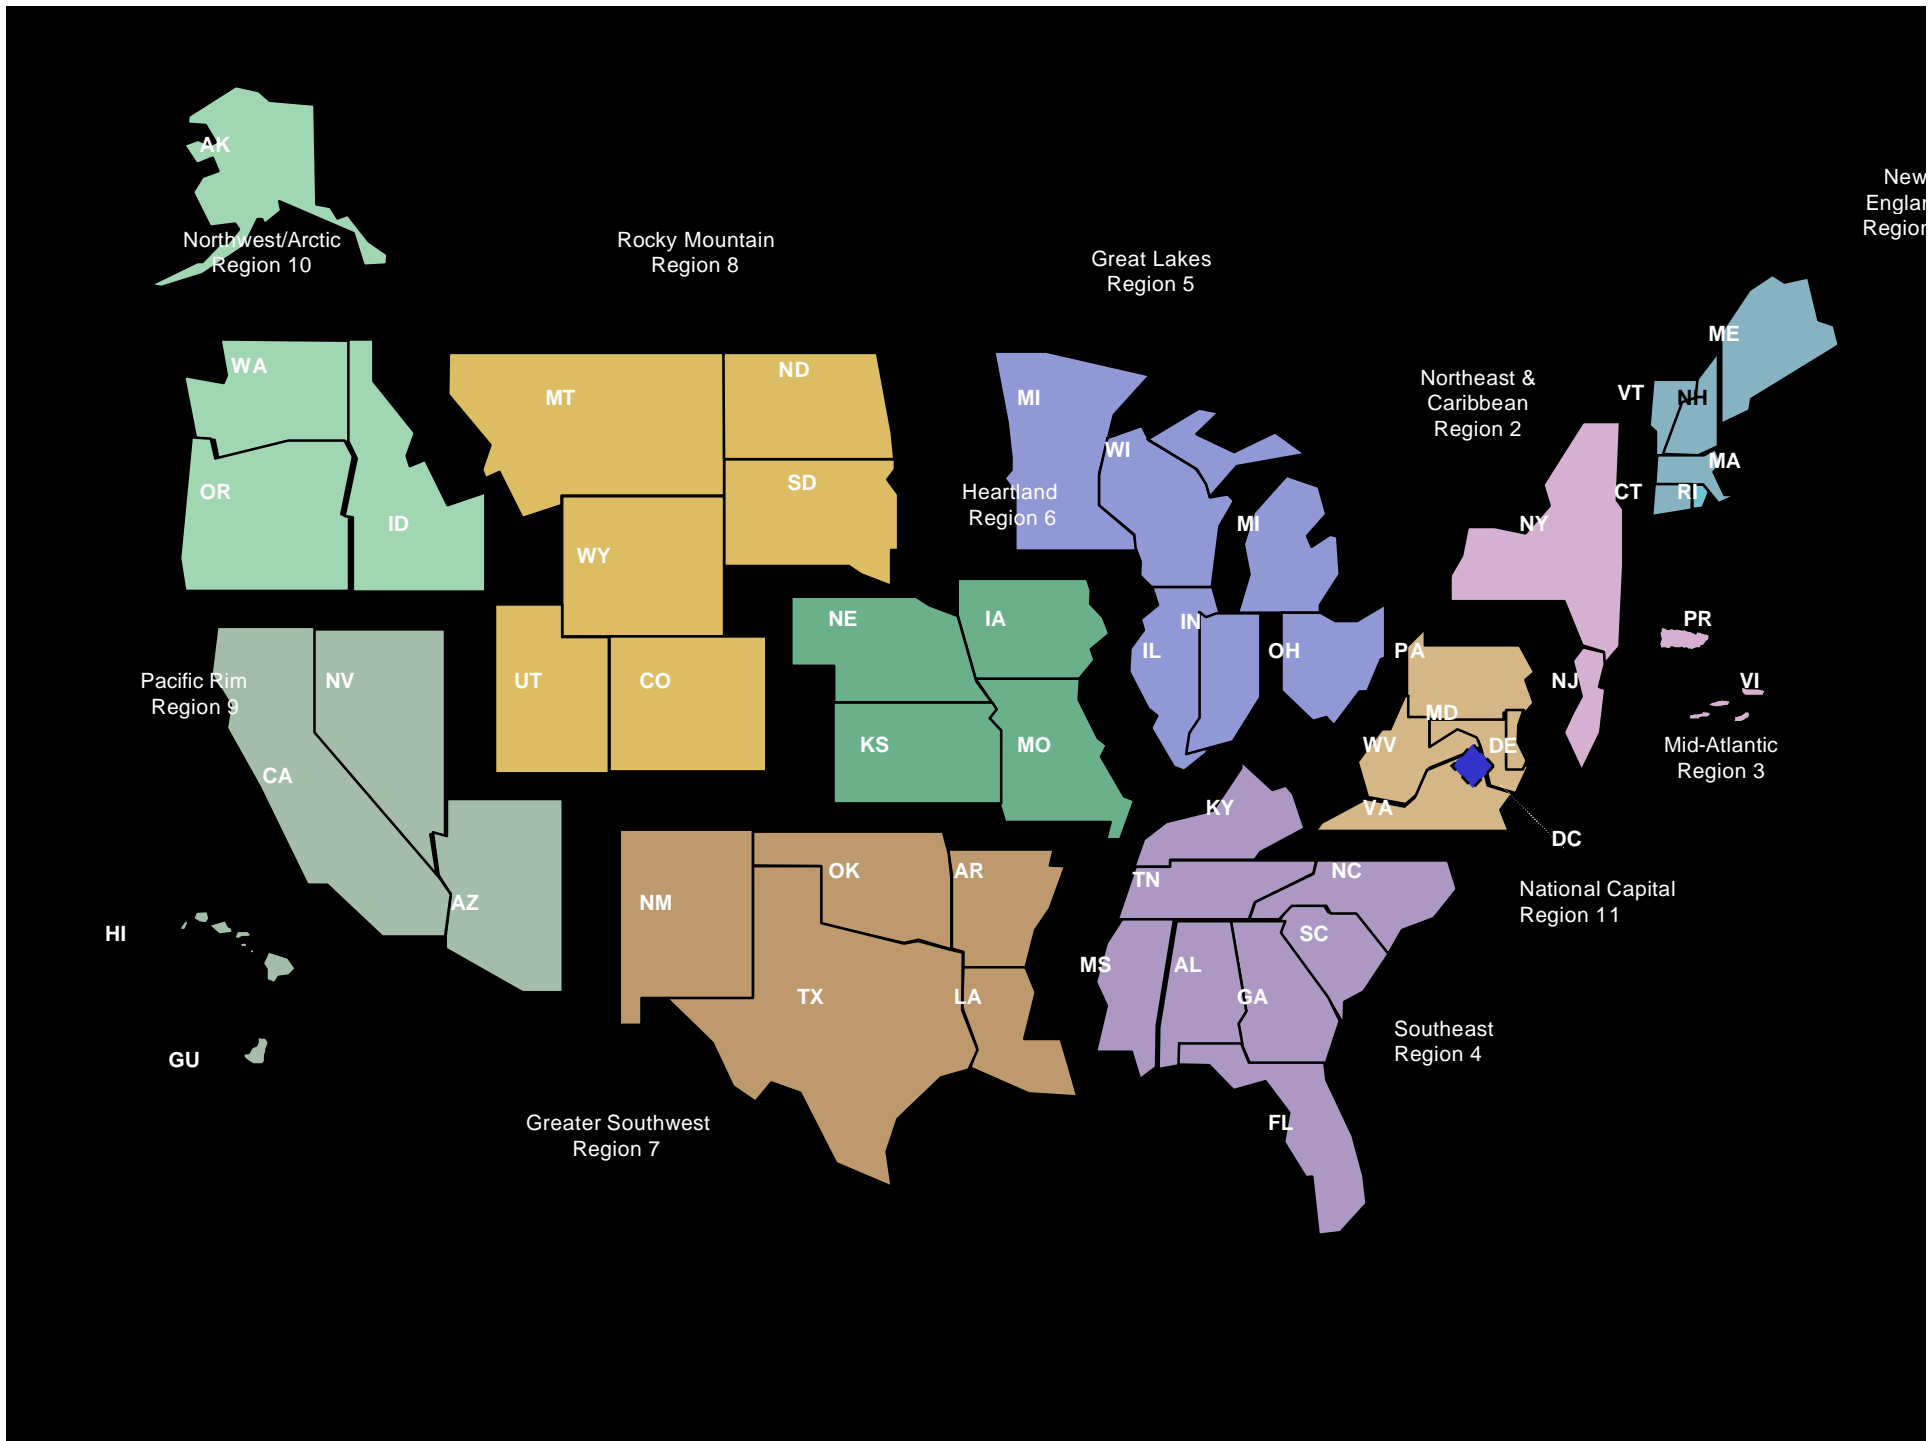 AK
New
Northwest/Arctic
Region 10
Rocky Mountain
Region 8
Great Lakes
Region 5
ME
WA
ND
MT
MI
Northeast &
Caribbean
Region 2
VT
NH
WI
MA
OR
SD
Heartland
Region 6
CT
RI
ID
MI
NY
WY
NE
IA
IN
PR
IL
OH
PA
Pacific Rim
Region 9
NV
UT
CO
NJ
VI
MD
KS
MO
WV
DE
Mid-Atlantic
Region 3
CA
KY
VA
DC
OK
AR
TN
NC
National Capital
Region 11
NM
AZ
HI
SC
MS
AL
TX
LA
GA
Southeast
Region 4
GU
Greater Southwest
Region 7
FL